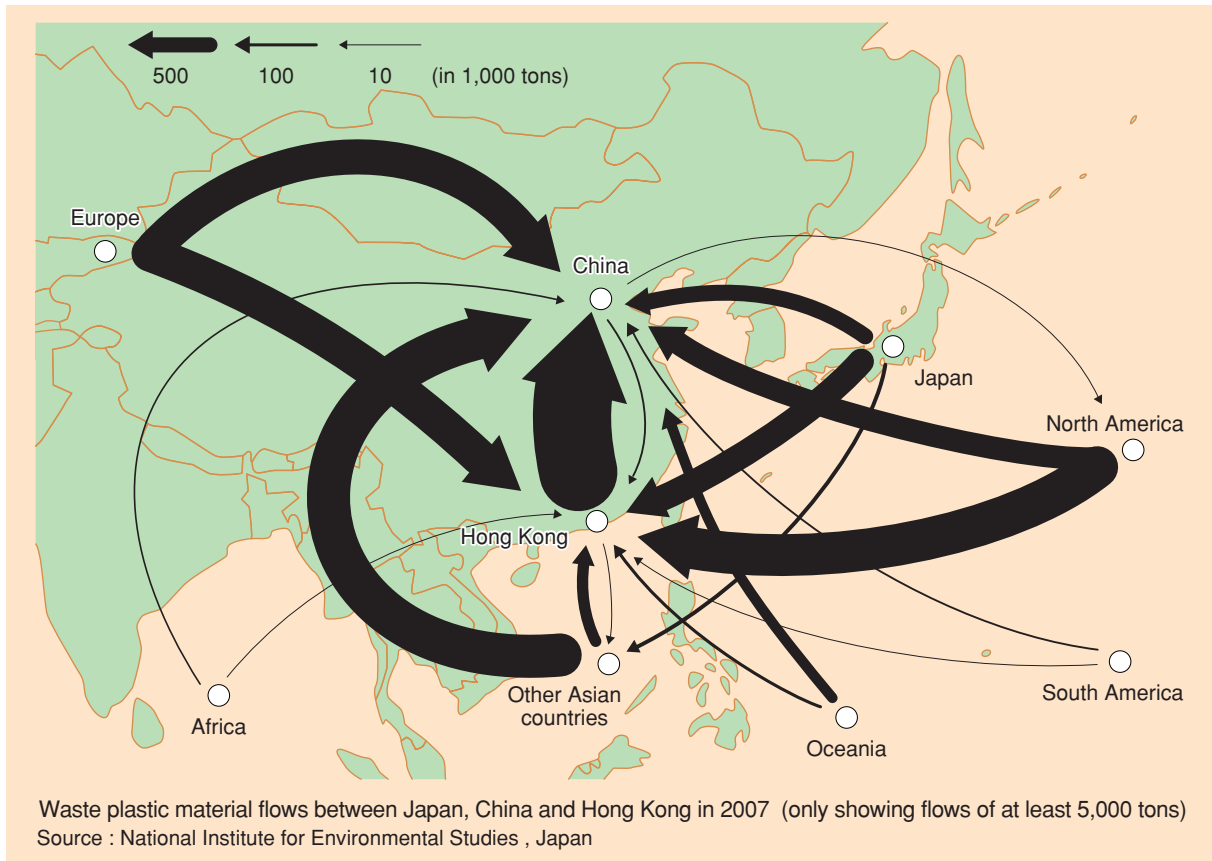 500 100 10 (in 1,000 tons)
Europe
China
Japan
North America
Hong Kong
Other Asian
countries
South America
Africa
Oceania
Waste plastic material flows between Japan, China and Hong Kong in 2007 (only showing flows of at least 5,000 tons)
Source : National Institute for Environmental Studies , Japan